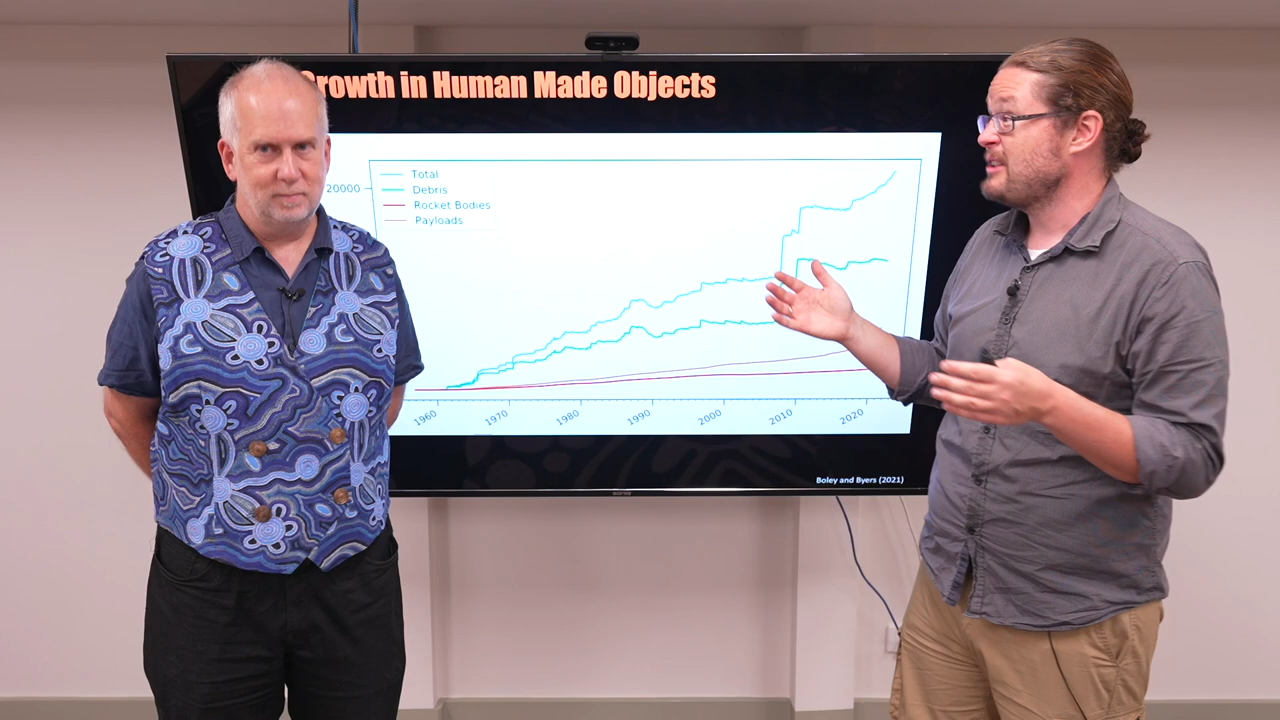 Growth in Human Made Objects
20000
Total
Debris
Rocket Bodies
Payloads
1960 1970 1980 1990 2000 2010 2020
Boley and Byers (2021)